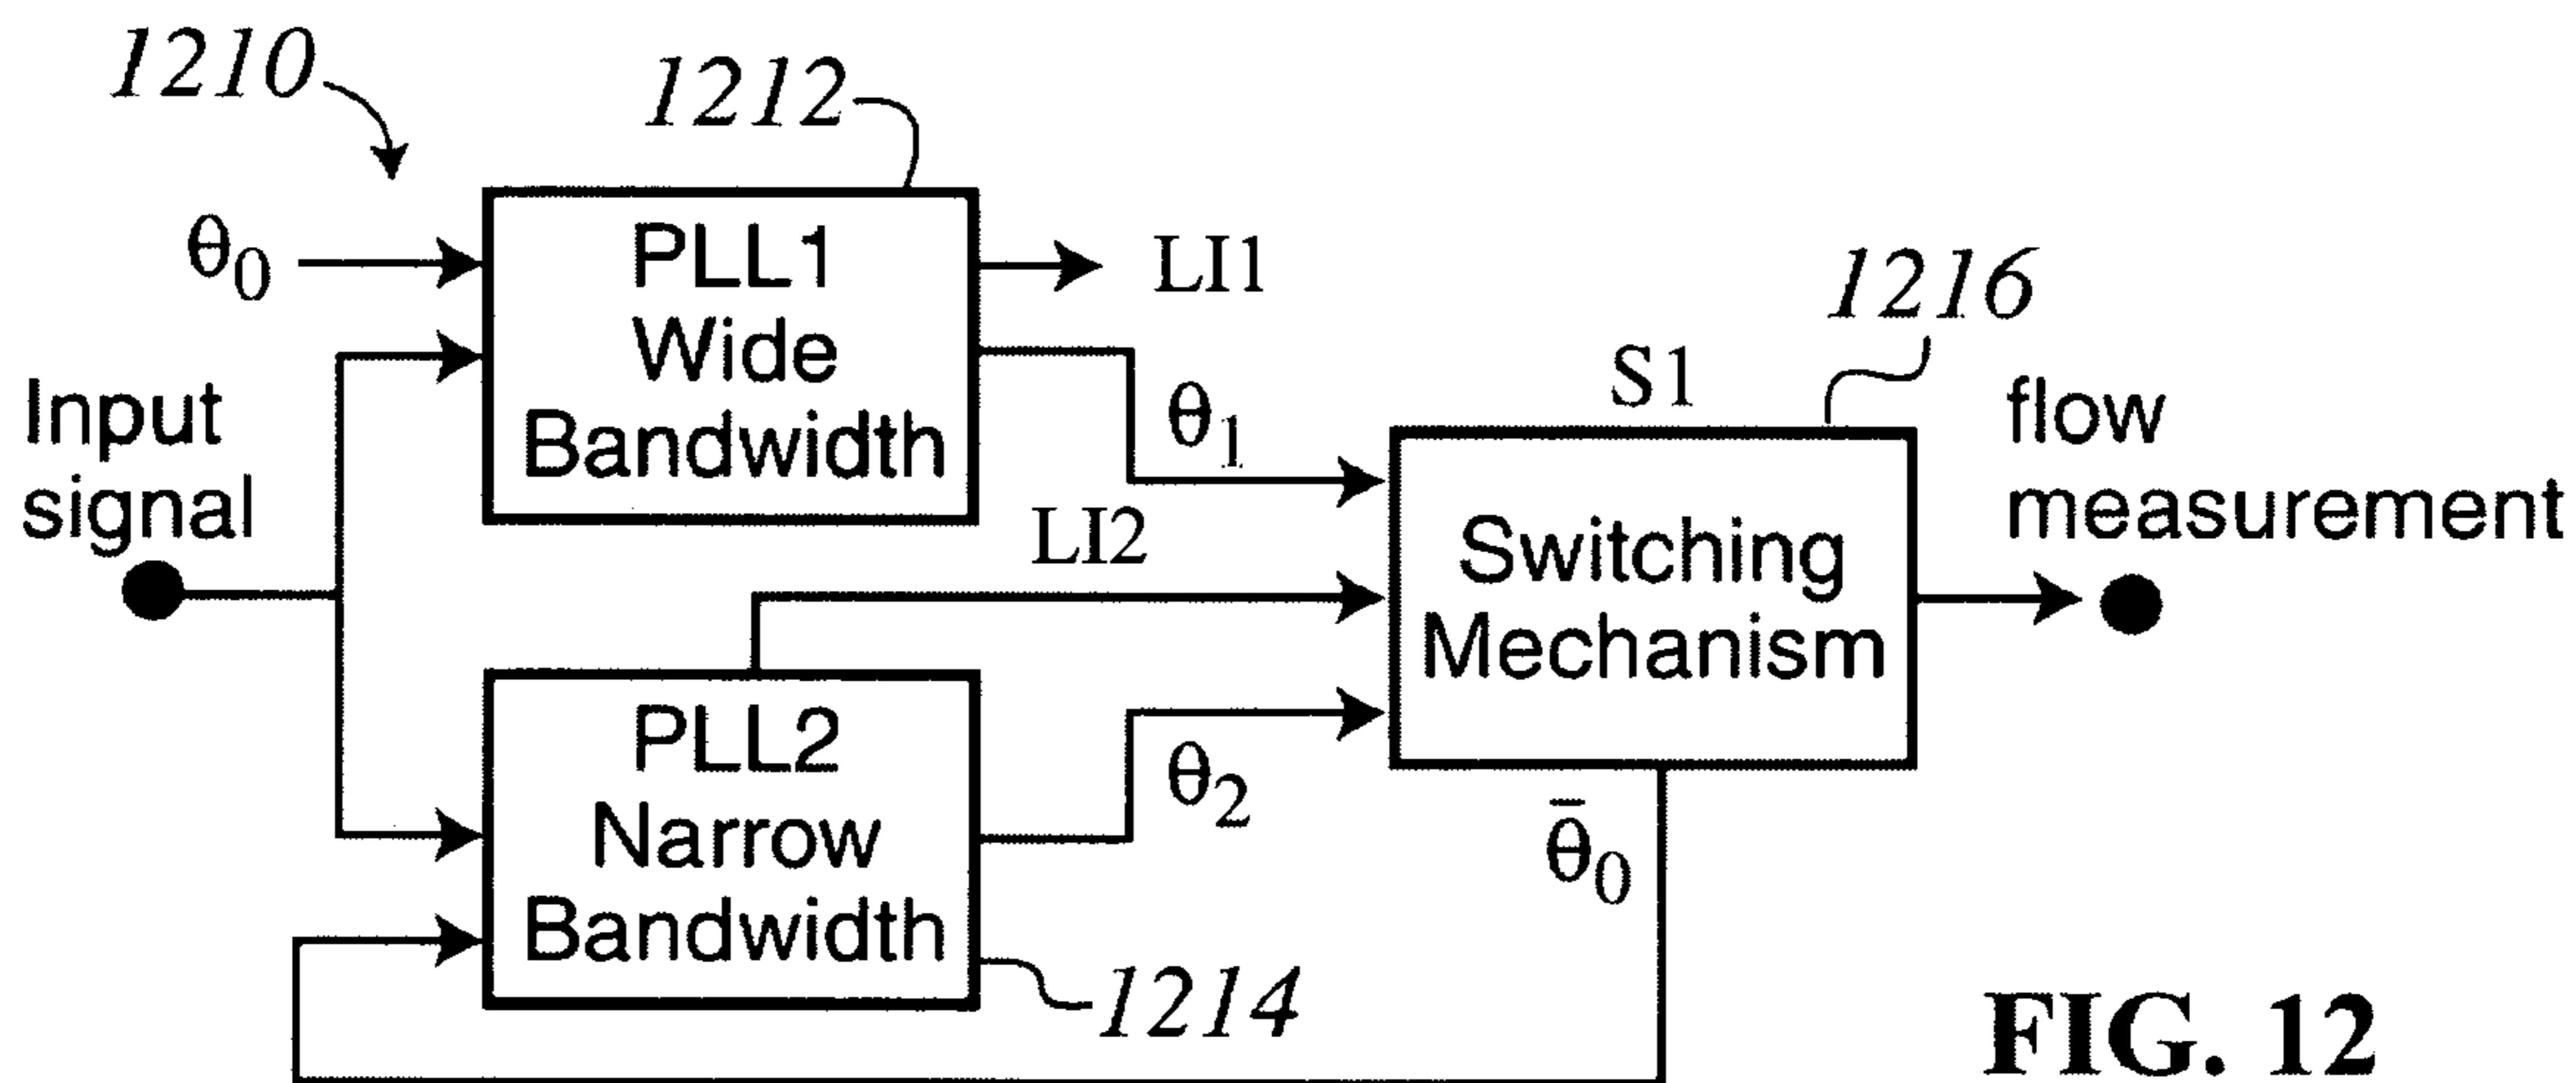 1210
1212
θ0
PLL1
Wide
Bandwidth
LI1
θ1
Input
signal
LI2
S1
1216
Switching
Mechanism
flow
measurement
PLL2
Narrow
Bandwidth
θ2
θ̄0
1214
FIG. 12